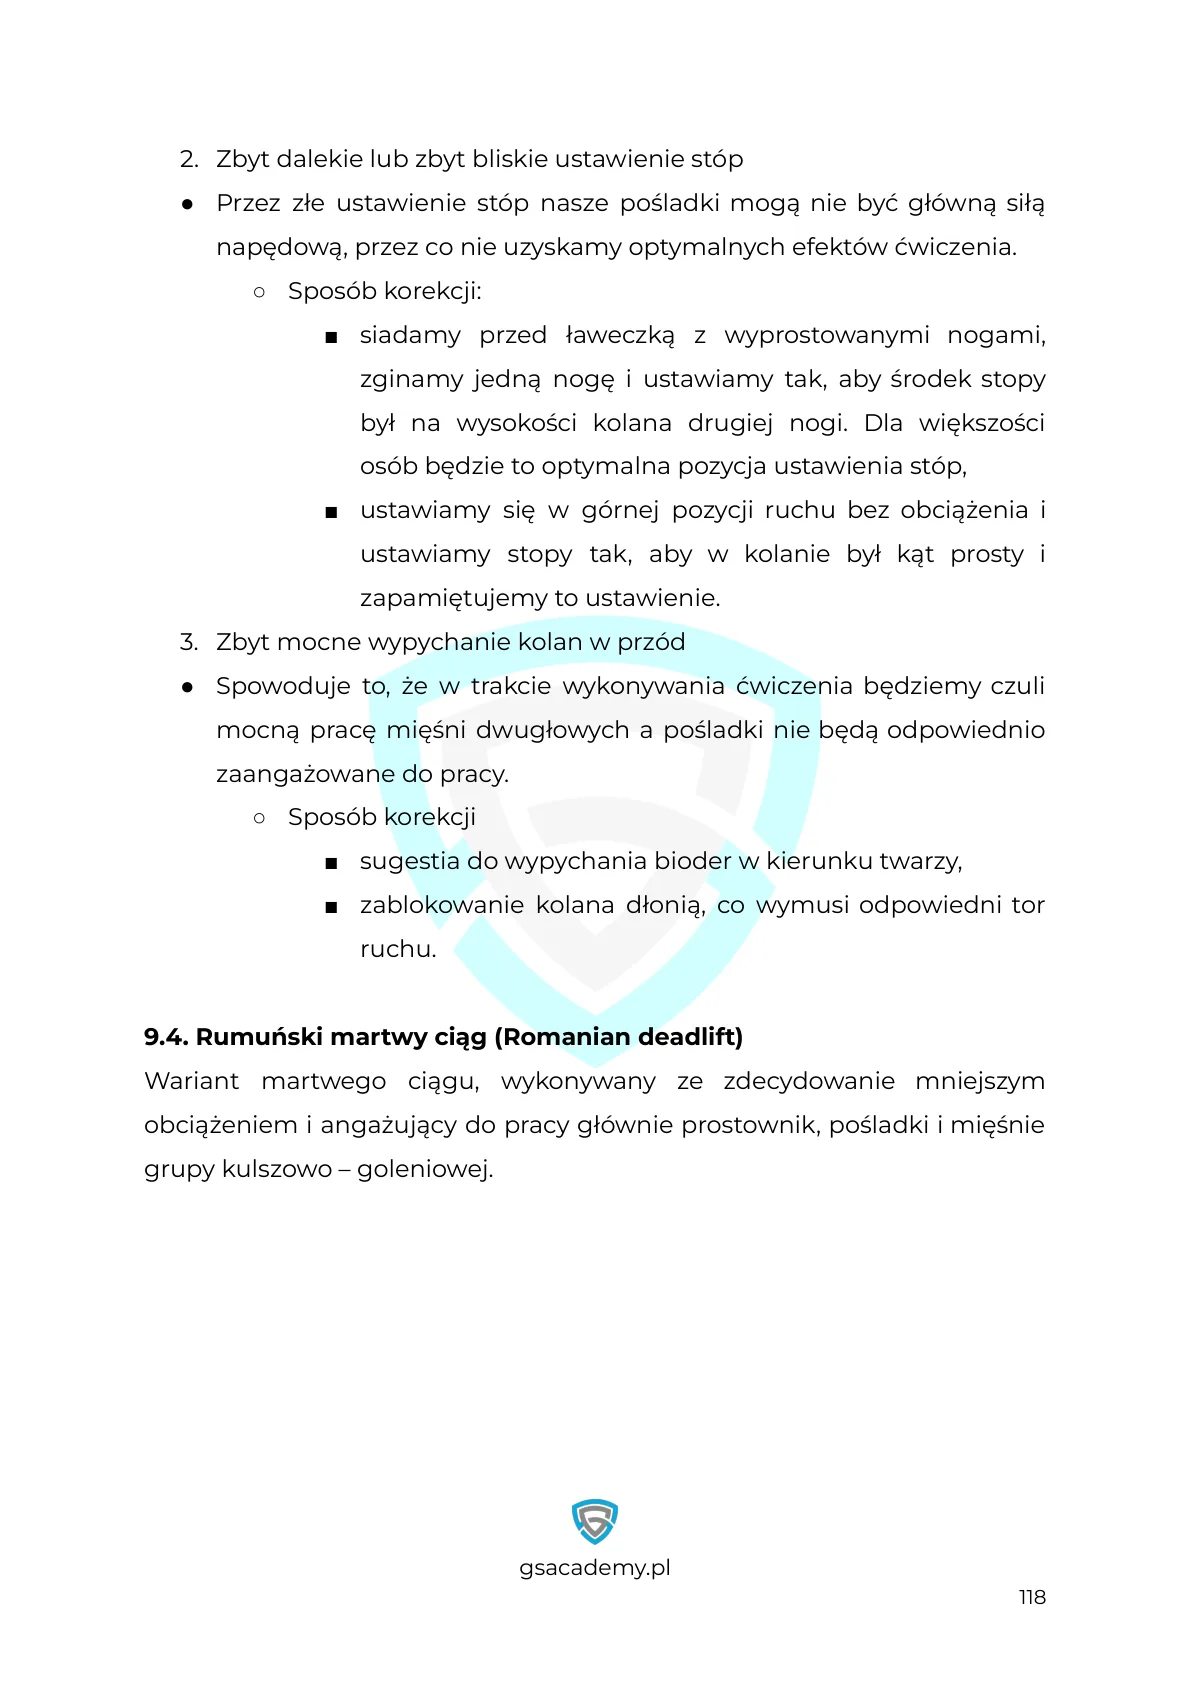 2. Zbyt dalekie lub zbyt bliskie ustawienie stóp
● Przez złe ustawienie stóp nasze pośladki mogą nie być główną siłą
napędową, przez co nie uzyskamy optymalnych efektów ćwiczenia.
○ Sposób korekcji:
■ siadamy przed ławeczką z wyprostowanymi nogami,
zginamy jedną nogę i ustawiamy tak, aby środek stopy
był na wysokości kolana drugiej nogi. Dla większości
osób będzie to optymalna pozycja ustawienia stóp,
■ ustawiamy się w górnej pozycji ruchu bez obciążenia i
ustawiamy stopy tak, aby w kolanie był kąt prosty i
zapamiętujemy to ustawienie.
3. Zbyt mocne wypychanie kolan w przód
● Spowoduje to, że w trakcie wykonywania ćwiczenia będziemy czuli
mocną pracę mięśni dwugłowych a pośladki nie będą odpowiednio
zaangażowane do pracy.
○ Sposób korekcji
■ sugestia do wypychania bioder w kierunku twarzy,
■ zablokowanie kolana dłonią, co wymusi odpowiedni tor
ruchu.
9.4. Rumuński martwy ciąg (Romanian deadlift)
Wariant martwego ciągu, wykonywany ze zdecydowanie mniejszym
obciążeniem i angażujący do pracy głównie prostownik, pośladki i mięśnie
grupy kulszowo – goleniowej.
gsacademy.pl
118